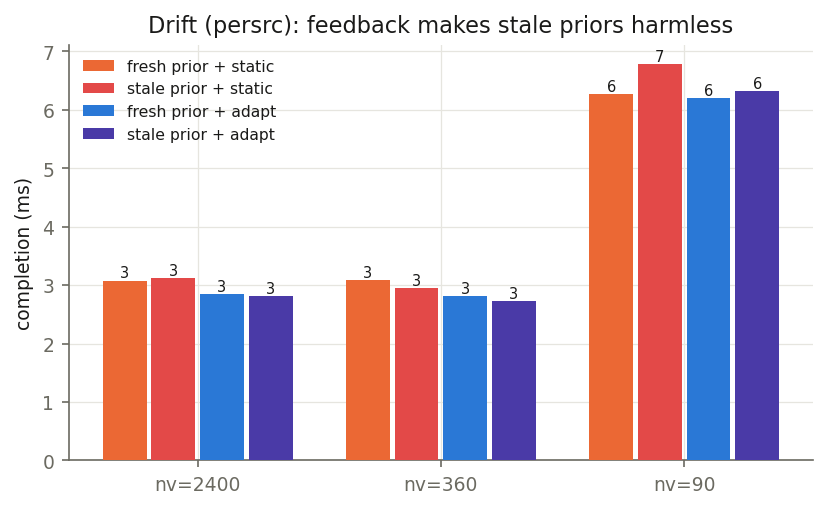 Drift (persrc): feedback makes stale priors harmless
fresh prior + static
stale prior + static
fresh prior + adapt
stale prior + adapt
completion (ms)
7
6
5
4
3
2
1
0
3
3
3
3
3
3
3
3
6
7
6
6
nv=2400
nv=360
nv=90